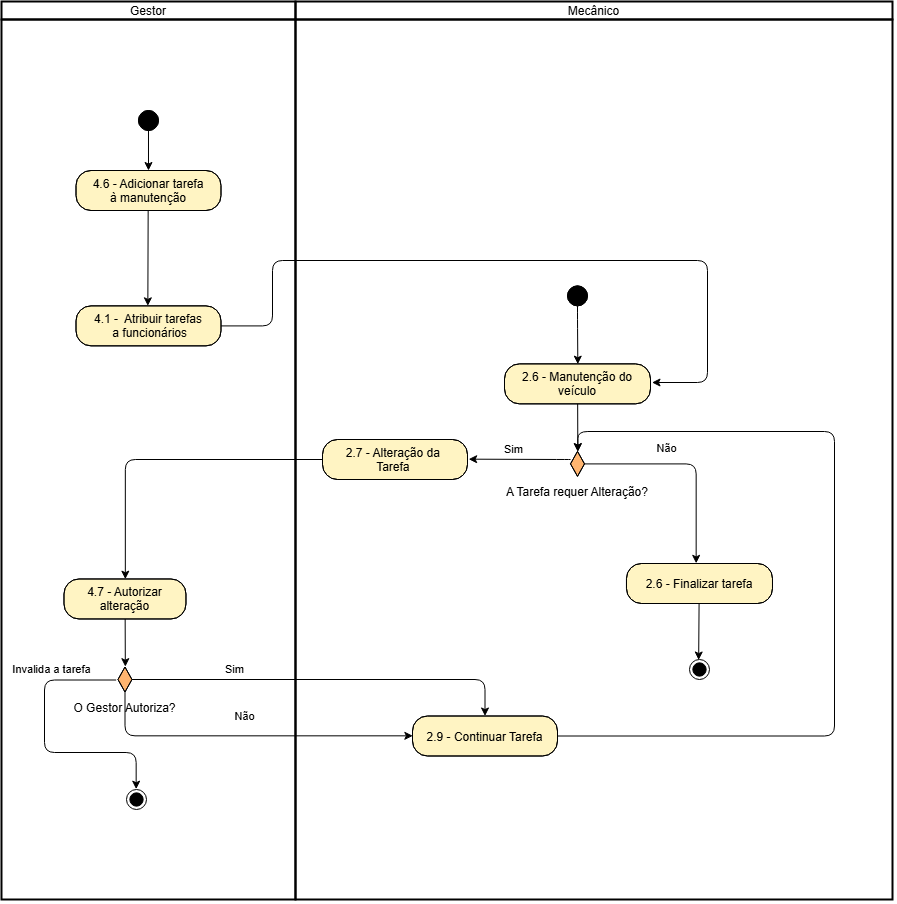 Gestor
Mecânico
4.6 - Adicionar tarefa
à manutenção
4.1 -  Atribuir tarefas
a funcionários
2.6 - Manutenção do
veículo
2.7 - Alteração da
Tarefa
Sim
Não
A Tarefa requer Alteração?
4.7 - Autorizar
alteração
2.6 - Finalizar tarefa
Invalida a tarefa
Sim
O Gestor Autoriza?
Não
2.9 - Continuar Tarefa